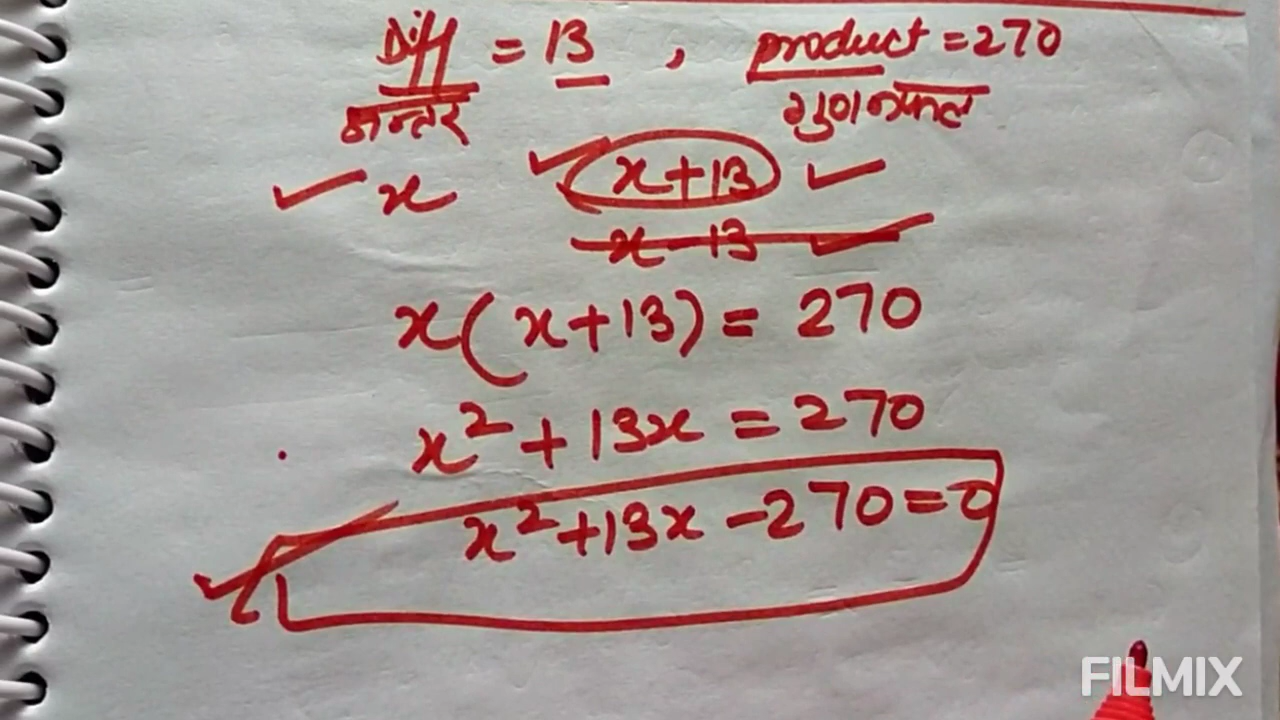 Diff = 13 , product = 270
अन्तर गुणनफल
x x+13
x-13
x(x+13) = 270
x² + 13x = 270
x² + 13x - 270 = 0
FILMIX